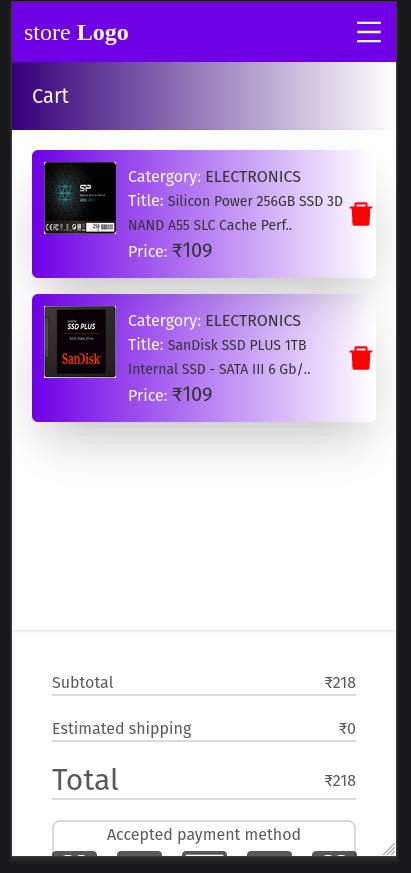 store Logo
Cart
SP
256
Catergory: ELECTRONICS
Title: Silicon Power 256GB SSD 3D
NAND A55 SLC Cache Perf..
Price: ₹109
SSD PLUS
SanDisk
Catergory: ELECTRONICS
Title: SanDisk SSD PLUS 1TB
Internal SSD - SATA III 6 Gb/..
Price: ₹109
Subtotal ₹218
Estimated shipping ₹0
Total ₹218
Accepted payment method